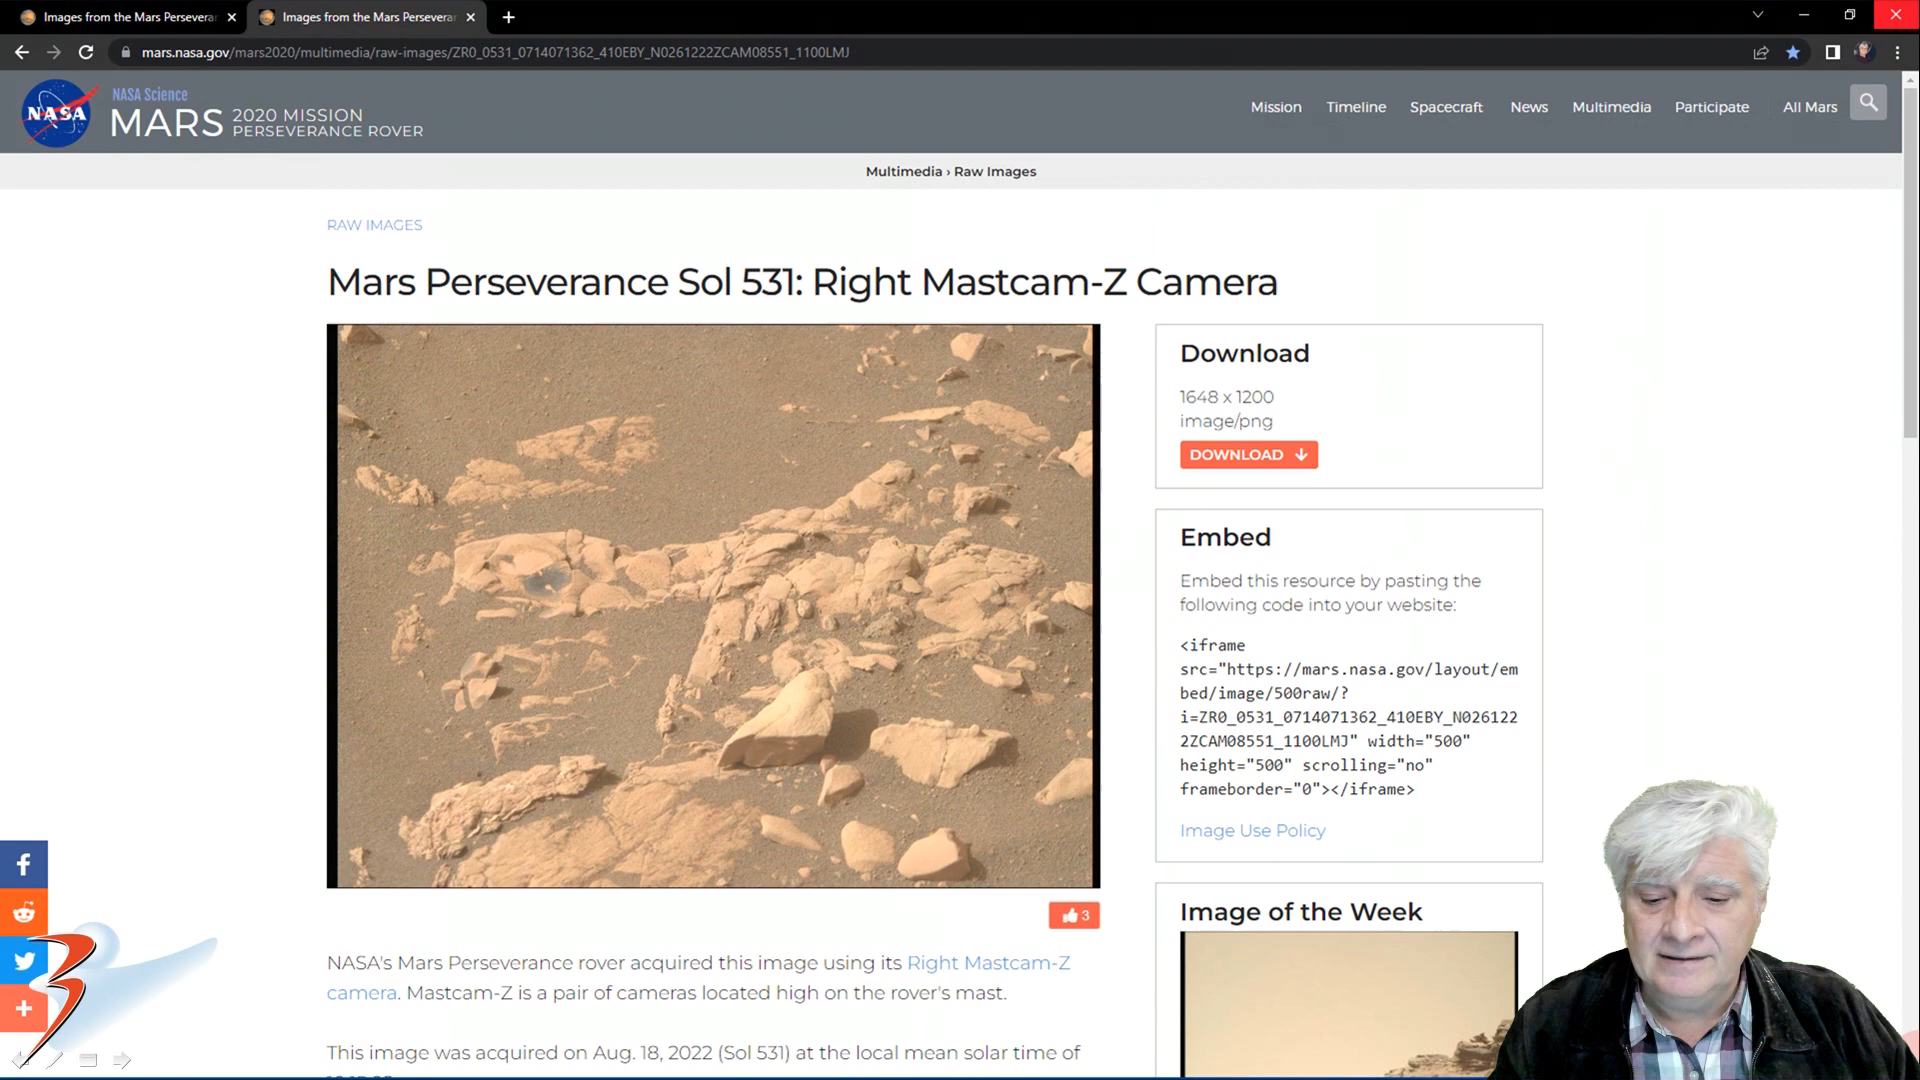 Images from the Mars Persevera
Images from the Mars Persevera
mars.nasa.gov/mars2020/multimedia/raw-images/ZR0_0531_0714071362_410EBY_N0261222ZCAM08551_1100LMJ
NASA
NASA Science
MARS
2020 MISSION
PERSEVERANCE ROVER
Mission
Timeline
Spacecraft
News
Multimedia
Participate
All Mars
Multimedia › Raw Images
RAW IMAGES
Mars Perseverance Sol 531: Right Mastcam-Z Camera
Download
1648 x 1200
image/png
DOWNLOAD
Embed
Embed this resource by pasting the
following code into your website:
<iframe
src="https://mars.nasa.gov/layout/em
bed/image/500raw/?
i=ZR0_0531_0714071362_410EBY_N026122
2ZCAM08551_1100LMJ" width="500"
height="500" scrolling="no"
frameborder="0"></iframe>
Image Use Policy
Image of the Week
3
NASA's Mars Perseverance rover acquired this image using its Right Mastcam-Z
camera. Mastcam-Z is a pair of cameras located high on the rover's mast.
This image was acquired on Aug. 18, 2022 (Sol 531) at the local mean solar time of